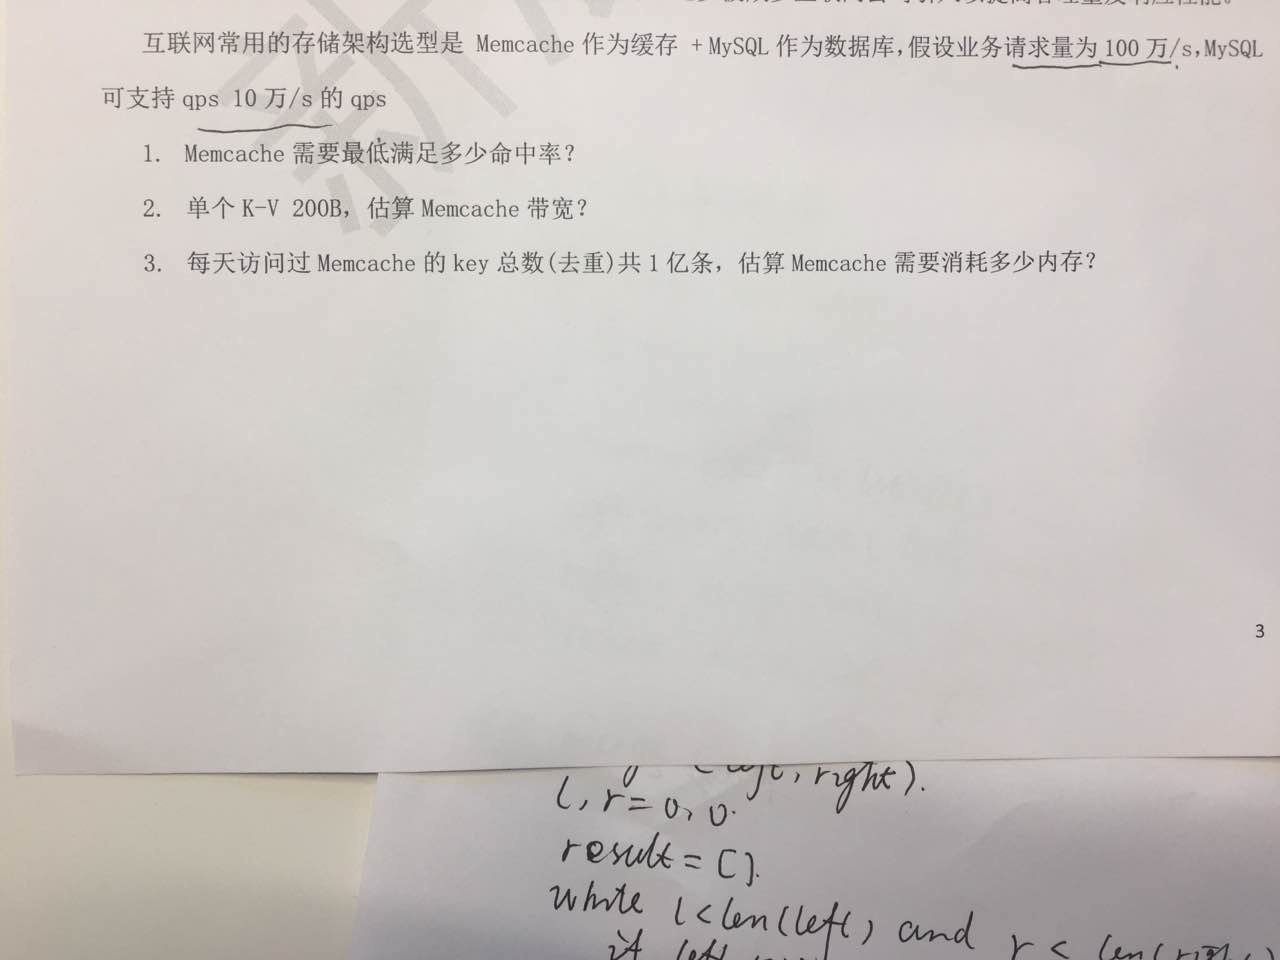 互联网常用的存储架构选型是 Memcache 作为缓存 + MySQL 作为数据库,假设业务请求量为 100 万/s,MySQL
可支持 qps 10 万/s 的 qps
1. Memcache 需要最低满足多少命中率？
2. 单个 K-V 200B，估算 Memcache 带宽？
3. 每天访问过 Memcache 的 key 总数(去重)共 1 亿条，估算 Memcache 需要消耗多少内存？
3
(left, right).
l, r = 0, 0.
result = [].
while l < len(left) and r < len(right)
if left